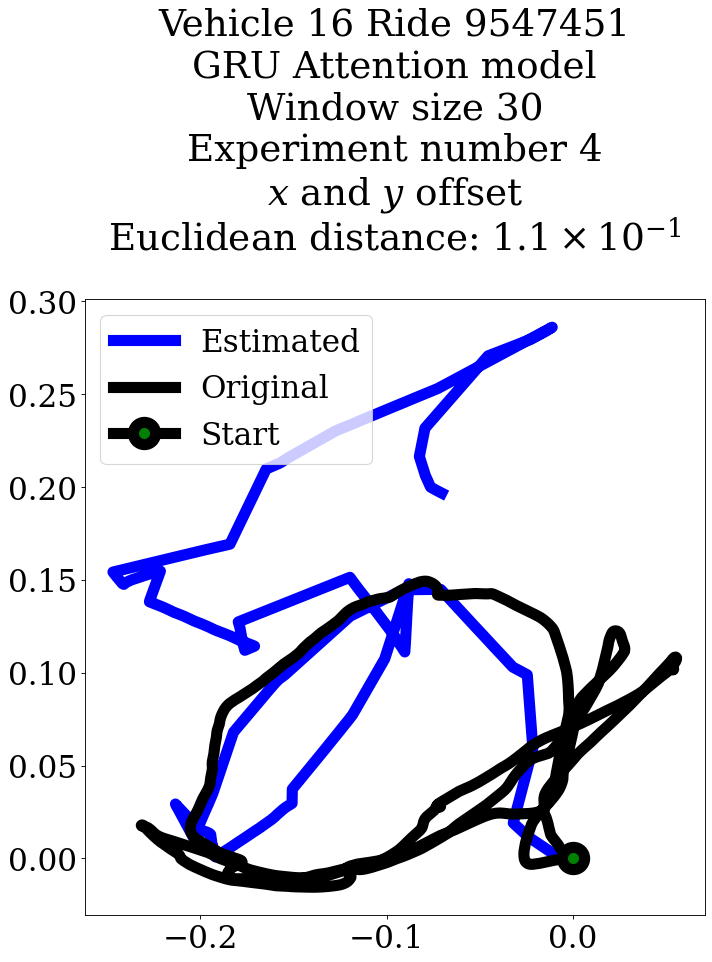 Vehicle 16 Ride 9547451
GRU Attention model
Window size 30
Experiment number 4
x and y offset
Euclidean distance: 1.1 × 10⁻¹
0.30
Estimated
Original
Start
0.25
0.20
0.15
0.10
0.05
0.00
−0.2 −0.1 0.0